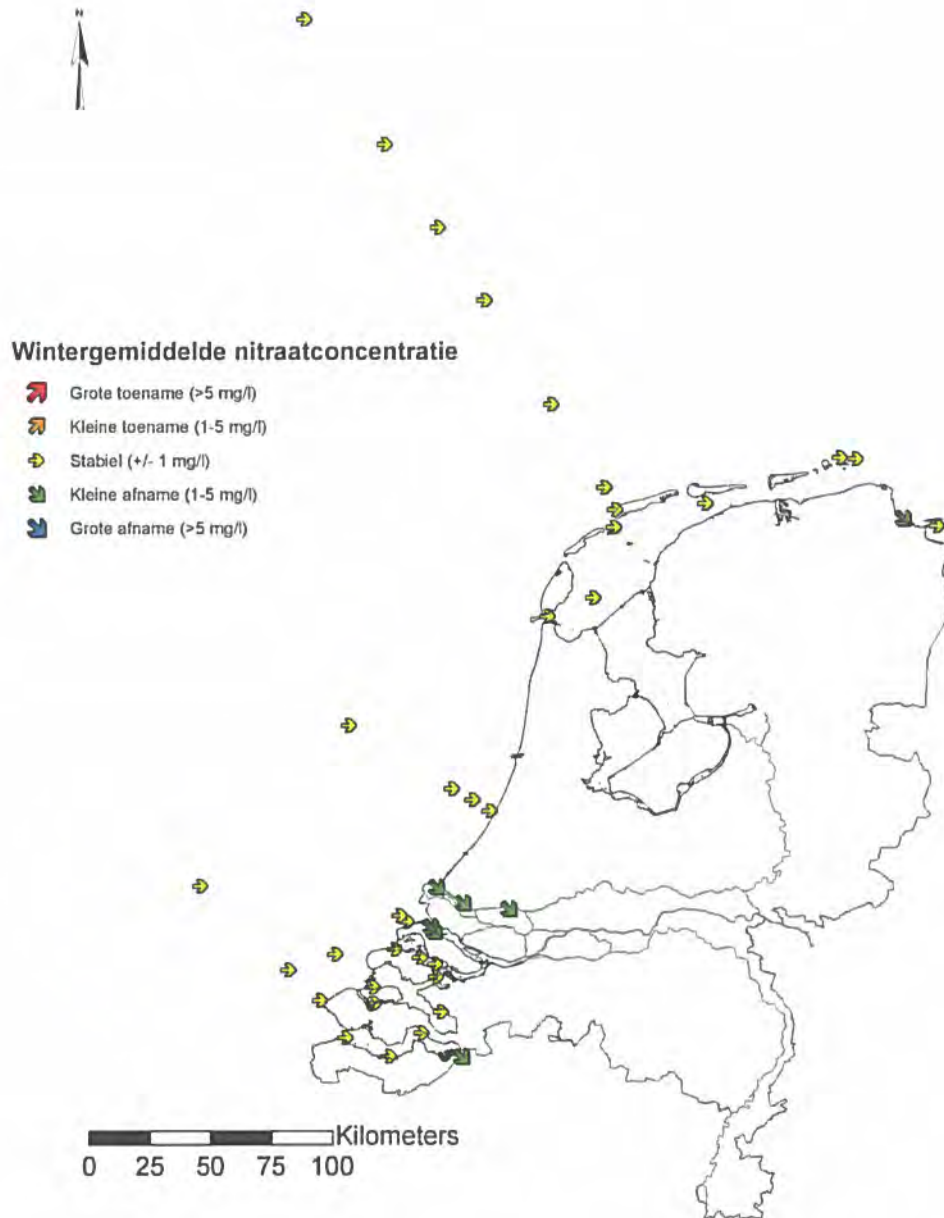 N
Wintergemiddelde nitraatconcentratie
Grote toename (>5 mg/l)
Kleine toename (1-5 mg/l)
Stabiel (+/- 1 mg/l)
Kleine afname (1-5 mg/l)
Grote afname (>5 mg/l)
Kilometers
0 25 50 75 100